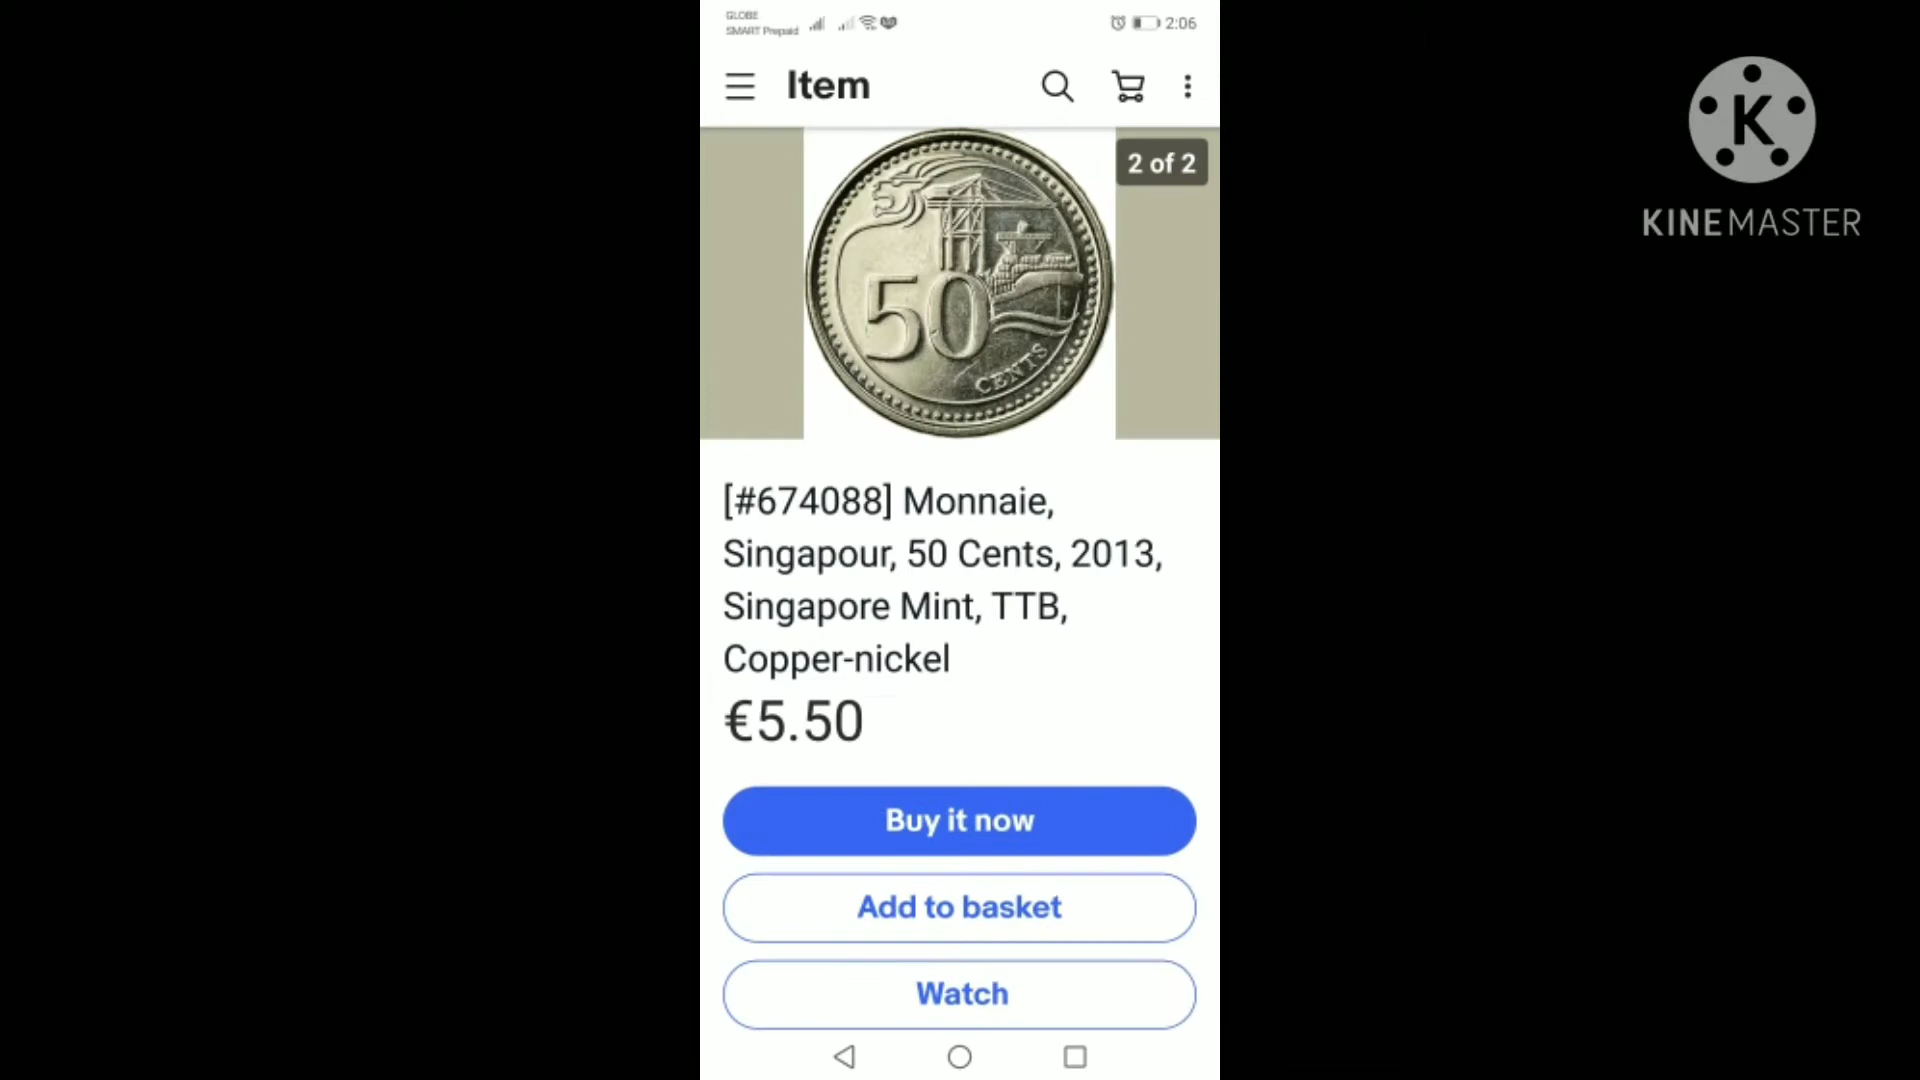 GLOBE
SMART Prepaid
2:06
Item
2 of 2
50
CENTS
[#674088] Monnaie,
Singapour, 50 Cents, 2013,
Singapore Mint, TTB,
Copper-nickel
€5.50
Buy it now
Add to basket
Watch
K
KINEMASTER